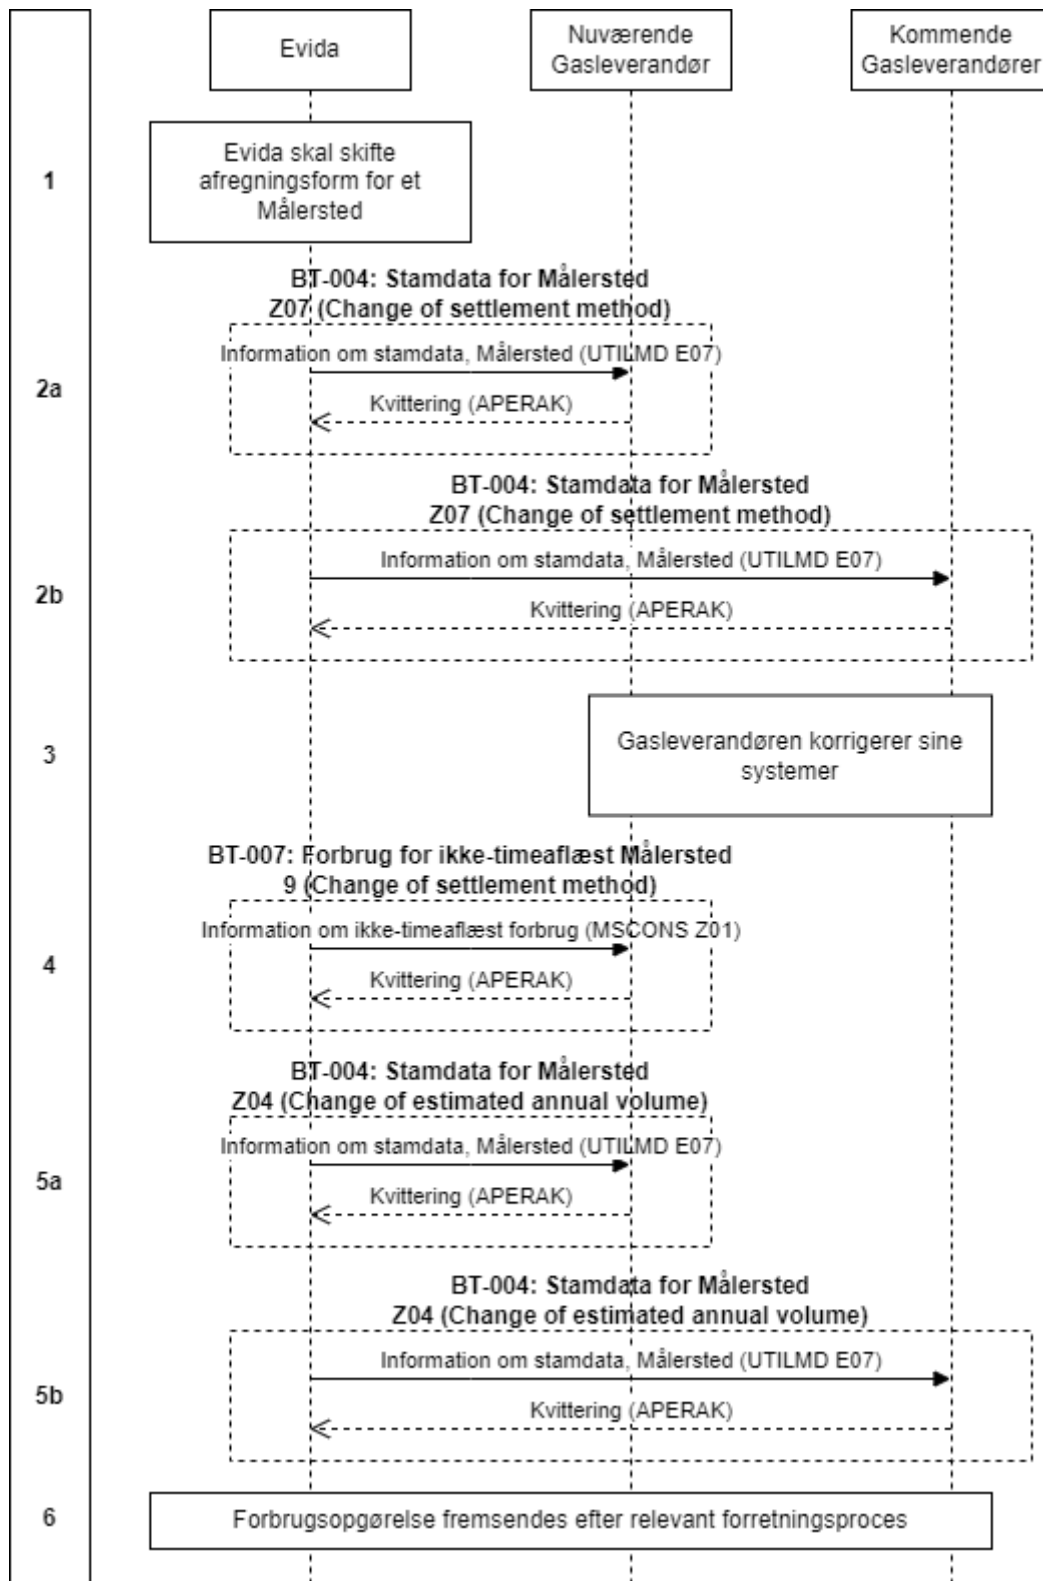 Evida
Nuværende
Gasleverandør
Kommende
Gasleverandører
1
Evida skal skifte
afregningsform for et
Målersted
BT-004: Stamdata for Målersted
Z07 (Change of settlement method)
2a
Information om stamdata, Målersted (UTILMD E07)
Kvittering (APERAK)
BT-004: Stamdata for Målersted
Z07 (Change of settlement method)
2b
Information om stamdata, Målersted (UTILMD E07)
Kvittering (APERAK)
3
Gasleverandøren korrigerer sine
systemer
BT-007: Forbrug for ikke-timeaflæst Målersted
9 (Change of settlement method)
4
Information om ikke-timeaflæst forbrug (MSCONS Z01)
Kvittering (APERAK)
BT-004: Stamdata for Målersted
Z04 (Change of estimated annual volume)
5a
Information om stamdata, Målersted (UTILMD E07)
Kvittering (APERAK)
BT-004: Stamdata for Målersted
Z04 (Change of estimated annual volume)
5b
Information om stamdata, Målersted (UTILMD E07)
Kvittering (APERAK)
6
Forbrugsopgørelse fremsendes efter relevant forretningsproces